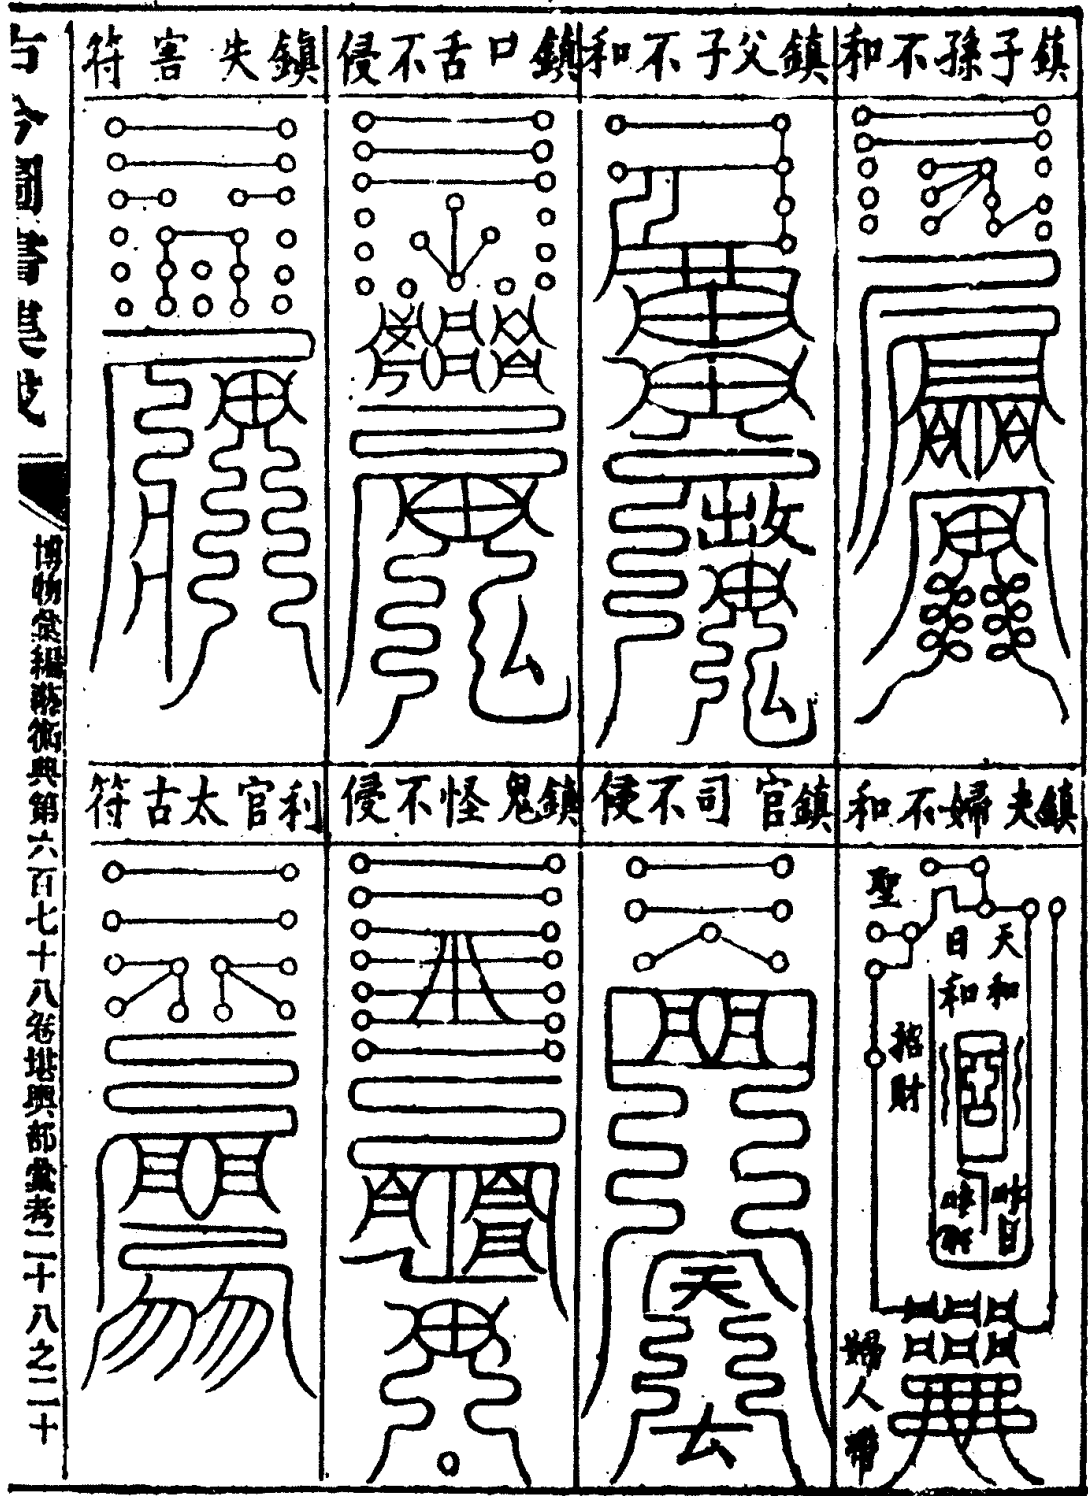 鎮子孫不和
鎮父子不和
鎮口舌不侵
鎮失害符
鎮夫婦不和
聖
天和
日和
招財
婦人帶
鎮官司不侵
鎮鬼怪不侵
利官太古符
古今圖書集成
博物彙編藝術典第六百七十八卷堪輿部彙考二十八之二十